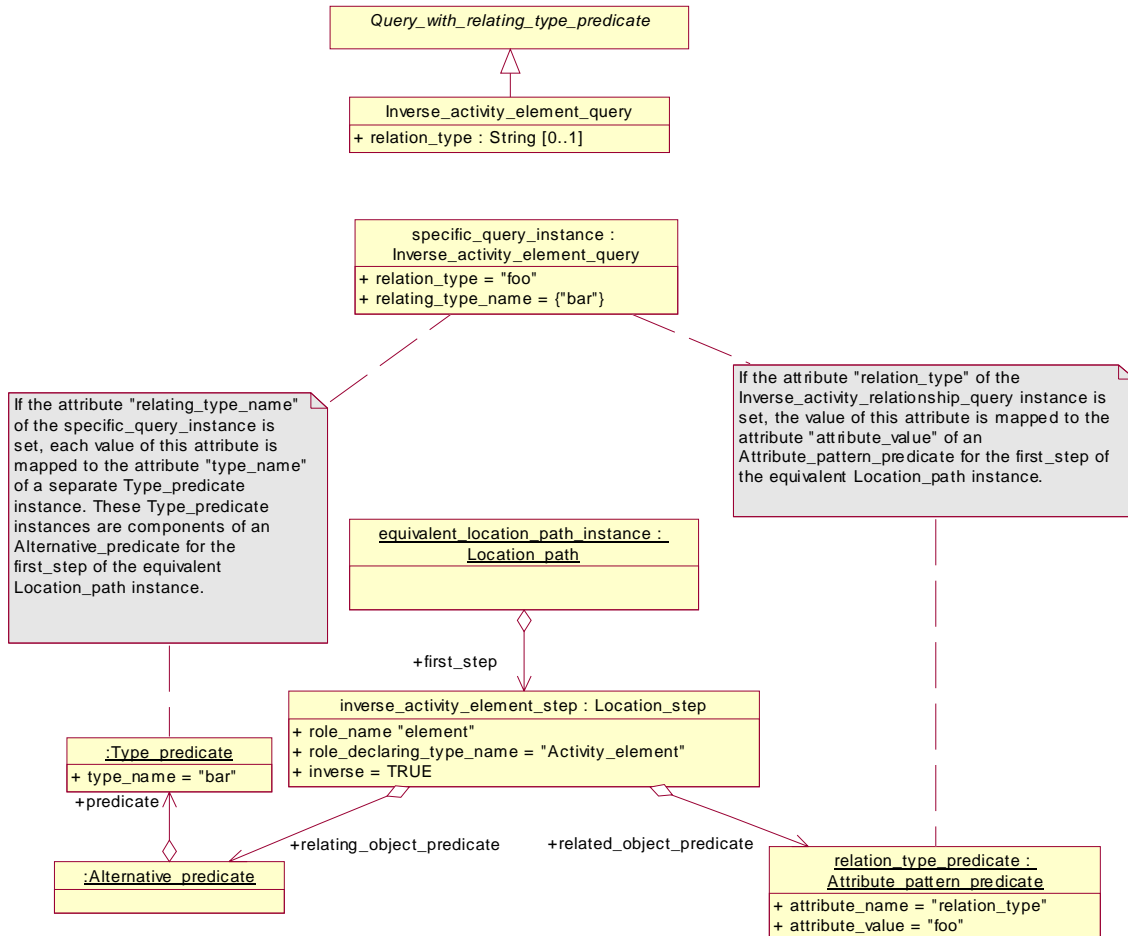 Query_with_relating_type_predicate
Inverse_activity_element_query
+ relation_type : String [0..1]
specific_query_instance :
Inverse_activity_element_query
+ relation_type = "foo"
+ relating_type_name = {"bar"}
If the attribute "relating_type_name"
of the specific_query_instance is
set, each value of this attribute is
mapped to the attribute "type_name"
of a separate Type_predicate
instance. These Type_predicate
instances are components of an
Alternative_predicate for the
first_step of the equivalent
Location_path instance.
If the attribute "relation_type" of the
Inverse_activity_relationship_query instance is
set, the value of this attribute is mapped to the
attribute "attribute_value" of an
Attribute_pattern_predicate for the first_step of
the equivalent Location_path instance.
equivalent_location_path_instance :
Location_path
+first_step
inverse_activity_element_step : Location_step
+ role_name "element"
+ role_declaring_type_name = "Activity_element"
+ inverse = TRUE
:Type_predicate
+ type_name = "bar"
+predicate
+relating_object_predicate
+related_object_predicate
:Alternative_predicate
relation_type_predicate :
Attribute_pattern_predicate
+ attribute_name = "relation_type"
+ attribute_value = "foo"